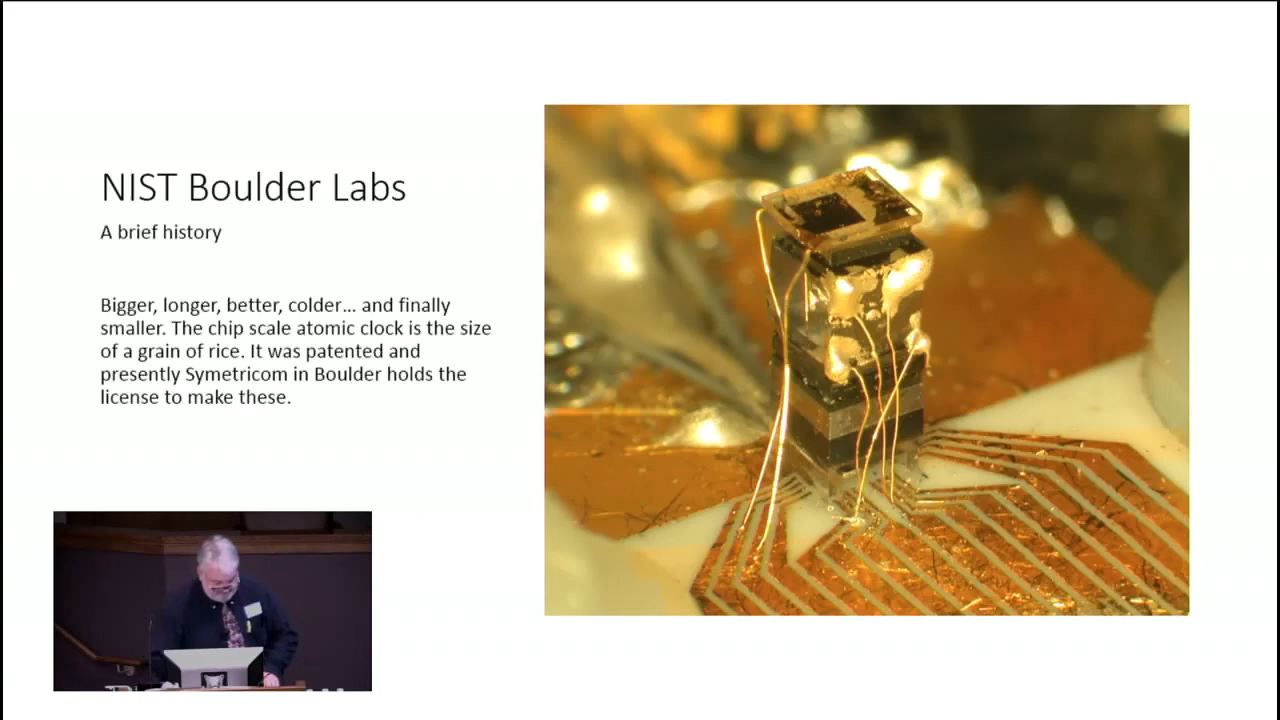 NIST Boulder Labs
A brief history
Bigger, longer, better, colder... and finally
smaller. The chip scale atomic clock is the size
of a grain of rice. It was patented and
presently Symetricom in Boulder holds the
license to make these.